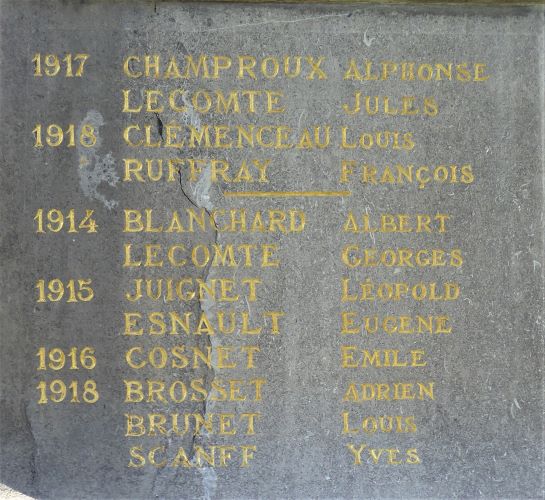 1917 CHAMPROUX ALPHONSE
LECOMTE JULES
1918 CLÉMENCEAU LOUIS
RUFFRAY FRANÇOIS
1914 BLANCHARD ALBERT
LECOMTE GEORGES
1915 JUIGNET LÉOPOLD
ESNAULT EUGENE
1916 COSNET EMILE
1918 BROSSET ADRIEN
BRUNET LOUIS
SCANFF YVES